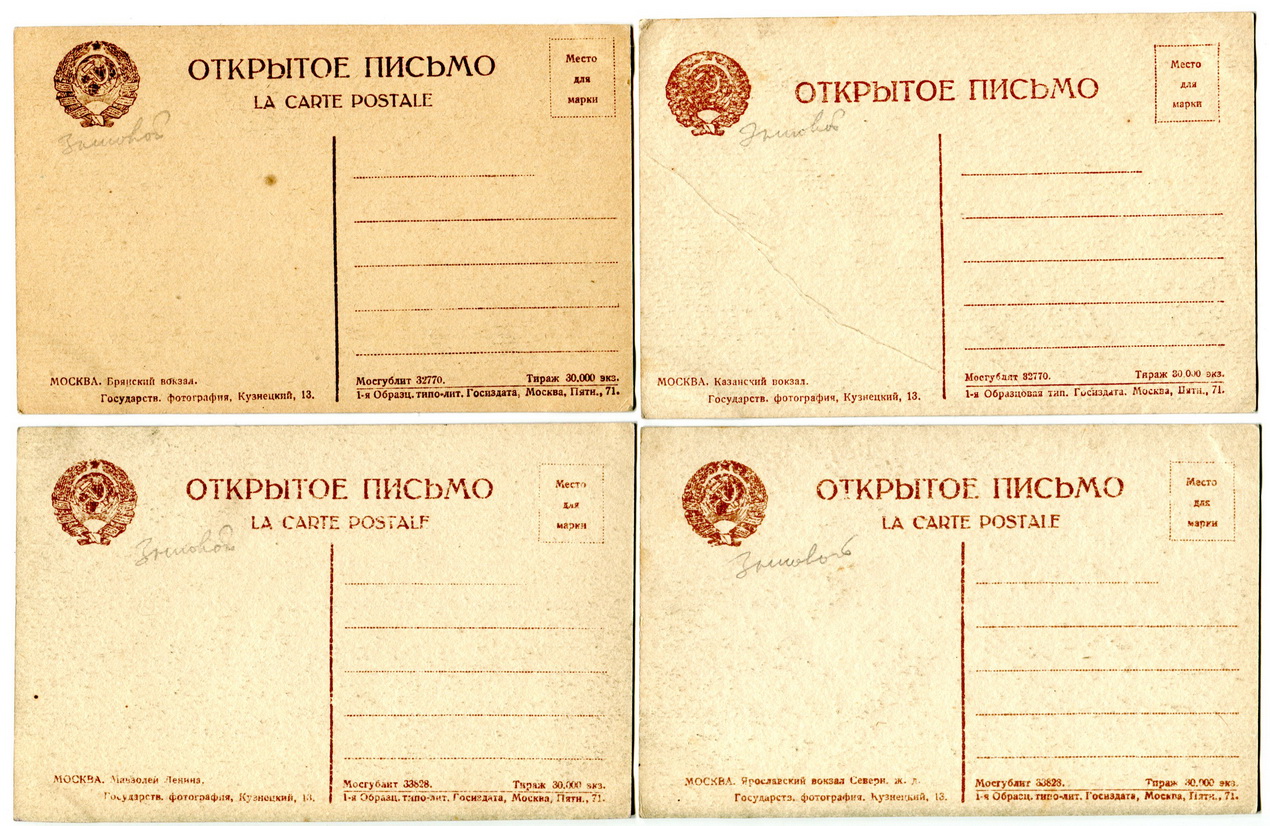 ОТКРЫТОЕ ПИСЬМО
LA CARTE POSTALE
Место
для
марки
МОСКВА. Брянский вокзал.
Государств. фотография, Кузнецкий, 13.
Мосгублит 32770. Тираж 30.000 экз.
1-я Образц. типо-лит. Госиздата, Москва, Пятн., 71.
ОТКРЫТОЕ ПИСЬМО
Место
для
марки
МОСКВА. Казанский вокзал.
Государств. фотография, Кузнецкий, 13.
Мосгублит 32770. Тираж 30.000 экз.
1-я Образцовая тип. Госиздата. Москва, Пятн., 71.
ОТКРЫТОЕ ПИСЬМО
LA CARTE POSTALE
Место
для
марки
МОСКВА. Мавзолей Ленина.
Государств. фотография, Кузнецкий, 13.
Мосгублит 33828. Тираж 30.000 экз.
1-я Образц. типо-лит. Госиздата, Москва, Пятн., 71.
ОТКРЫТОЕ ПИСЬМО
LA CARTE POSTALE
Место
для
марки
МОСКВА. Ярославский вокзал Северн. ж. д.
Государств. фотография. Кузнецкий, 13.
Мосгублит 33828. Тираж 30.000 экз.
1-я Образц. типо-лит. Госиздата, Москва, Пятн., 71.